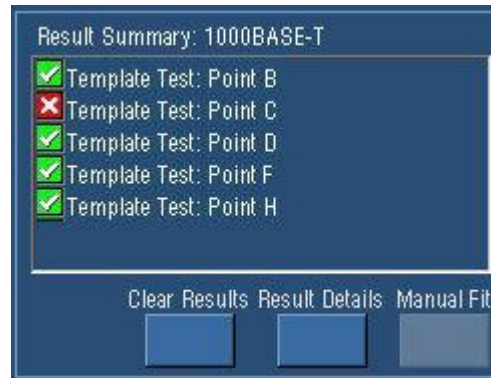 Result Summary: 1000BASE-T
Template Test: Point B
Template Test: Point C
Template Test: Point D
Template Test: Point F
Template Test: Point H
Clear Results Result Details Manual Fit